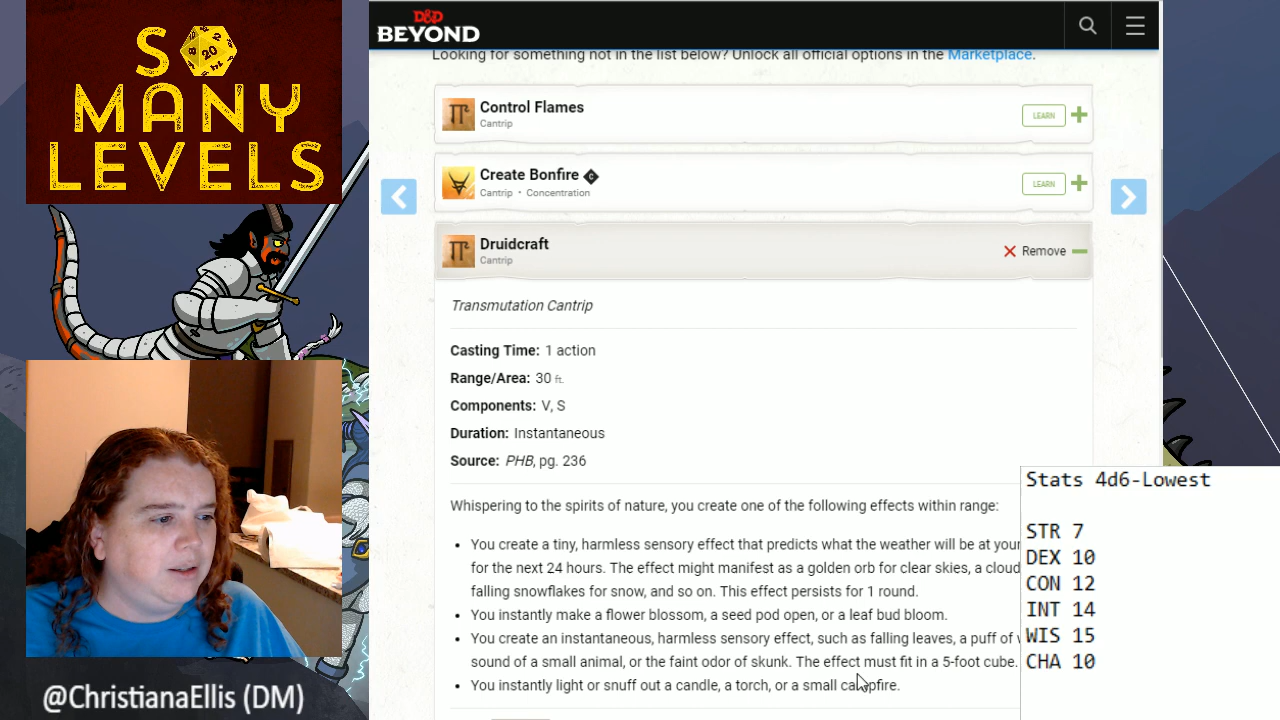 SO
MANY
LEVELS
@ChristianaEllis (DM)
D&D
BEYOND
Looking for something not in the list below? Unlock all official options in the Marketplace.
Control Flames
Cantrip
LEARN
Create Bonfire
Cantrip • Concentration
LEARN
Druidcraft
Cantrip
Remove
Transmutation Cantrip
Casting Time: 1 action
Range/Area: 30 ft.
Components: V, S
Duration: Instantaneous
Source: PHB, pg. 236
Whispering to the spirits of nature, you create one of the following effects within range:
• You create a tiny, harmless sensory effect that predicts what the weather will be at your
for the next 24 hours. The effect might manifest as a golden orb for clear skies, a cloud
falling snowflakes for snow, and so on. This effect persists for 1 round.
• You instantly make a flower blossom, a seed pod open, or a leaf bud bloom.
• You create an instantaneous, harmless sensory effect, such as falling leaves, a puff of
sound of a small animal, or the faint odor of skunk. The effect must fit in a 5-foot cube.
• You instantly light or snuff out a candle, a torch, or a small campfire.
Stats 4d6-Lowest
STR 7
DEX 10
CON 12
INT 14
WIS 15
CHA 10